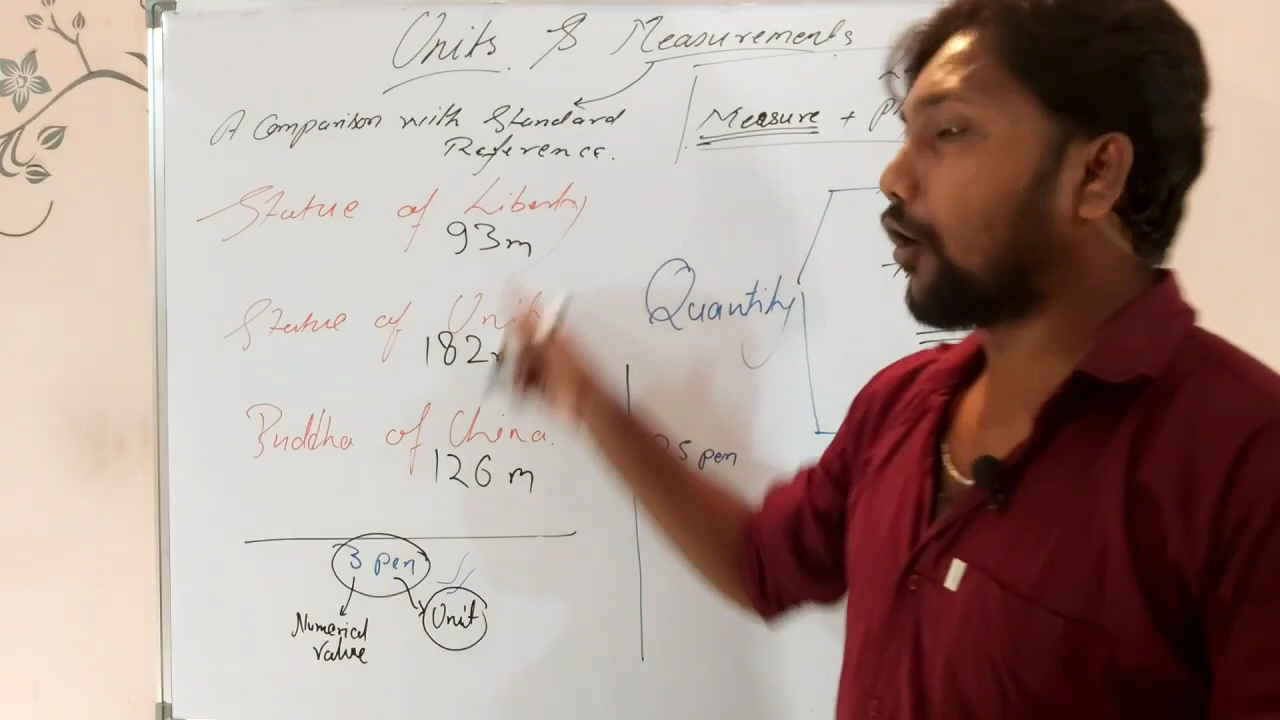 Units & Measurements
A Comparison with Standard
Reference.
Measure +
Statue of Liberty
93m
Statue of
182
Buddha of China.
126 m
Quantity
5 pen
3 pen
Numerical
Value
Unit